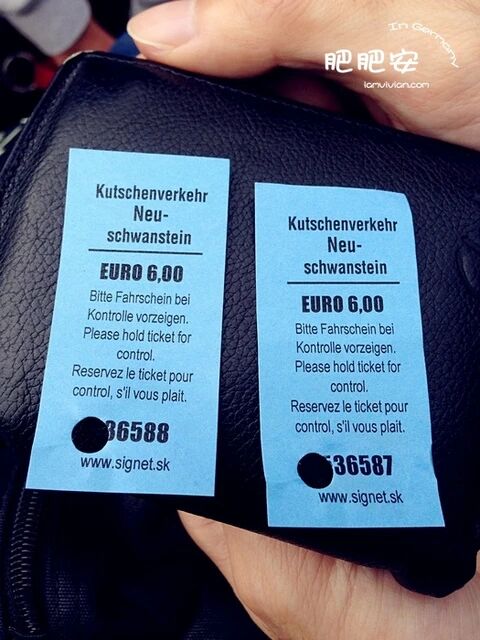 肥肥安
In Germany
iamvivian.com
Kutschenverkehr
Neu-
schwanstein
EURO 6,00
Bitte Fahrschein bei
Kontrolle vorzeigen.
Please hold ticket for
control.
Reservez le ticket pour
control, s'il vous plait.
36588
www.signet.sk
Kutschenverkehr
Neu-
schwanstein
EURO 6,00
Bitte Fahrschein bei
Kontrolle vorzeigen.
Please hold ticket for
control.
Reservez le ticket pour
control, s'il vous plait.
536587
www.signet.sk